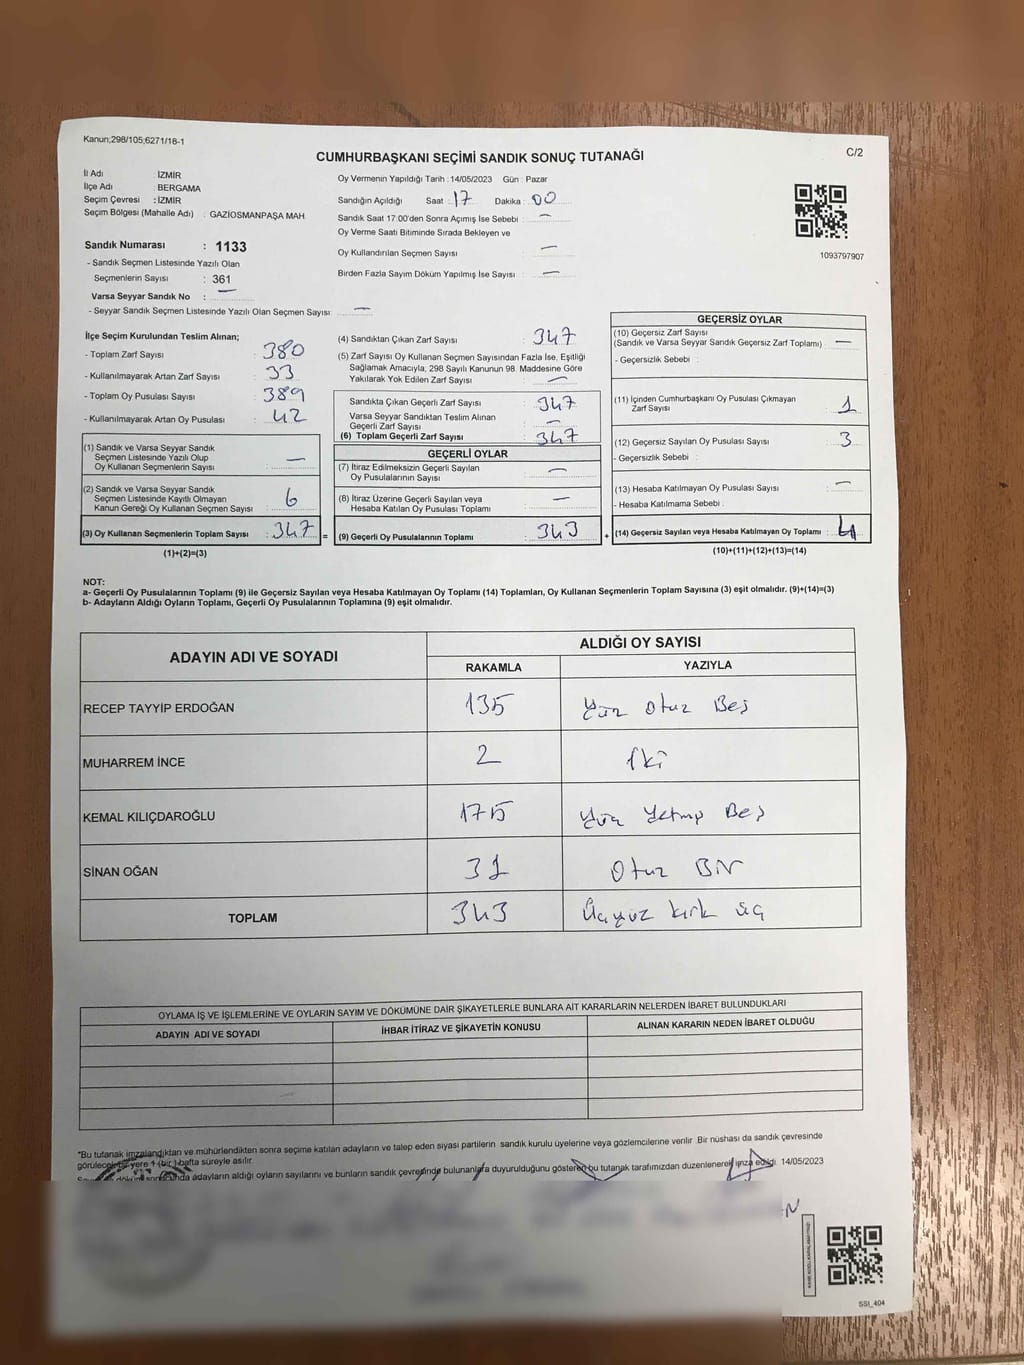 Kanun;298/105;6271/18-1
CUMHURBAŞKANI SEÇİMİ SANDIK SONUÇ TUTANAĞI
C/2
İl Adı : İZMİR
İlçe Adı : BERGAMA
Seçim Çevresi : İZMİR
Seçim Bölgesi (Mahalle Adı) : GAZİOSMANPAŞA MAH.
Oy Vermenin Yapıldığı Tarih :14/05/2023 Gün : Pazar
Sandığın Açıldığı Saat : 17 Dakika : 00
Sandık Saat 17:00'den Sonra Açımış İse Sebebi : —
Oy Verme Saati Bitiminde Sırada Bekleyen ve
Oy Kullandırılan Seçmen Sayısı : —
Birden Fazla Sayım Döküm Yapılmış İse Sayısı : —
1093797907
Sandık Numarası : 1133
- Sandık Seçmen Listesinde Yazılı Olan
Seçmenlerin Sayısı : 361
Varsa Seyyar Sandık No : —
- Seyyar Sandık Seçmen Listesinde Yazılı Olan Seçmen Sayısı: —
İlçe Seçim Kurulundan Teslim Alınan;
- Toplam Zarf Sayısı : 380
- Kullanılmayarak Artan Zarf Sayısı : 33
- Toplam Oy Pusulası Sayısı : 389
- Kullanılmayarak Artan Oy Pusulası : 42
(1) Sandık ve Varsa Seyyar Sandık
Seçmen Listesinde Yazılı Olup
Oy Kullanan Seçmenlerin Sayısı : —
(2) Sandık ve Varsa Seyyar Sandık
Seçmen Listesinde Kayıtlı Olmayan
Kanun Gereği Oy Kullanan Seçmen Sayısı : 6
(3) Oy Kullanan Seçmenlerin Toplam Sayısı : 347 =
(1)+(2)=(3)
(4) Sandıktan Çıkan Zarf Sayısı : 347
(5) Zarf Sayısı Oy Kullanan Seçmen Sayısından Fazla İse, Eşitliği
Sağlamak Amacıyla; 298 Sayılı Kanunun 98. Maddesine Göre
Yakılarak Yok Edilen Zarf Sayısı : —
Sandıkta Çıkan Geçerli Zarf Sayısı : 347
Varsa Seyyar Sandıktan Teslim Alınan
Geçerli Zarf Sayısı : —
(6) Toplam Geçerli Zarf Sayısı : 347
GEÇERLİ OYLAR
(7) İtiraz Edilmeksizin Geçerli Sayılan
Oy Pusulalarının Sayısı : —
(8) İtiraz Üzerine Geçerli Sayılan veya
Hesaba Katılan Oy Pusulası Toplamı : —
(9) Geçerli Oy Pusulalarının Toplamı : 343 +
GEÇERSİZ OYLAR
(10) Geçersiz Zarf Sayısı
(Sandık ve Varsa Seyyar Sandık Geçersiz Zarf Toplamı) : —
- Geçersizlik Sebebi :
(11) İçinden Cumhurbaşkanı Oy Pusulası Çıkmayan
Zarf Sayısı : 1
(12) Geçersiz Sayılan Oy Pusulası Sayısı : 3
- Geçersizlik Sebebi :
(13) Hesaba Katılmayan Oy Pusulası Sayısı : —
- Hesaba Katılmama Sebebi :
(14) Geçersiz Sayılan veya Hesaba Katılmayan Oy Toplamı : 4
(10)+(11)+(12)+(13)=(14)
NOT:
a- Geçerli Oy Pusulalarının Toplamı (9) ile Geçersiz Sayılan veya Hesaba Katılmayan Oy Toplamı (14) Toplamları, Oy Kullanan Seçmenlerin Toplam Sayısına (3) eşit olmalıdır. (9)+(14)=(3)
b- Adayların Aldığı Oyların Toplamı, Geçerli Oy Pusulalarının Toplamına (9) eşit olmalıdır.
ADAYIN ADI VE SOYADI ALDIĞI OY SAYISI
RAKAMLA YAZIYLA
RECEP TAYYİP ERDOĞAN 135 Yüz Otuz Beş
MUHARREM İNCE 2 İki
KEMAL KILIÇDAROĞLU 175 Yüz Yetmiş Beş
SİNAN OĞAN 31 Otuz Bir
TOPLAM 343 Üçyüz kırk üç
OYLAMA İŞ VE İŞLEMLERİNE VE OYLARIN SAYIM VE DÖKÜMÜNE DAİR ŞİKAYETLERLE BUNLARA AİT KARARLARIN NELERDEN İBARET BULUNDUKLARI
ADAYIN ADI VE SOYADI İHBAR İTİRAZ VE ŞİKAYETİN KONUSU ALINAN KARARIN NEDEN İBARET OLDUĞU
"Bu tutanak imzalandıktan ve mühürlendikten sonra seçime katılan adayların ve talep eden siyasi partilerin sandık kurulu üyelerine veya gözlemcilerine verilir. Bir nüshası da sandık çevresinde
görülecek bir yere 1 (bir) hafta süreyle asılır.
adayların aldığı oyların sayılarını ve bunların sandık çevresinde bulunanlara duyurulduğunu gösteren bu tutanak tarafımızdan düzenlenerek imza edildi. 14/05/2023
SSİ_404